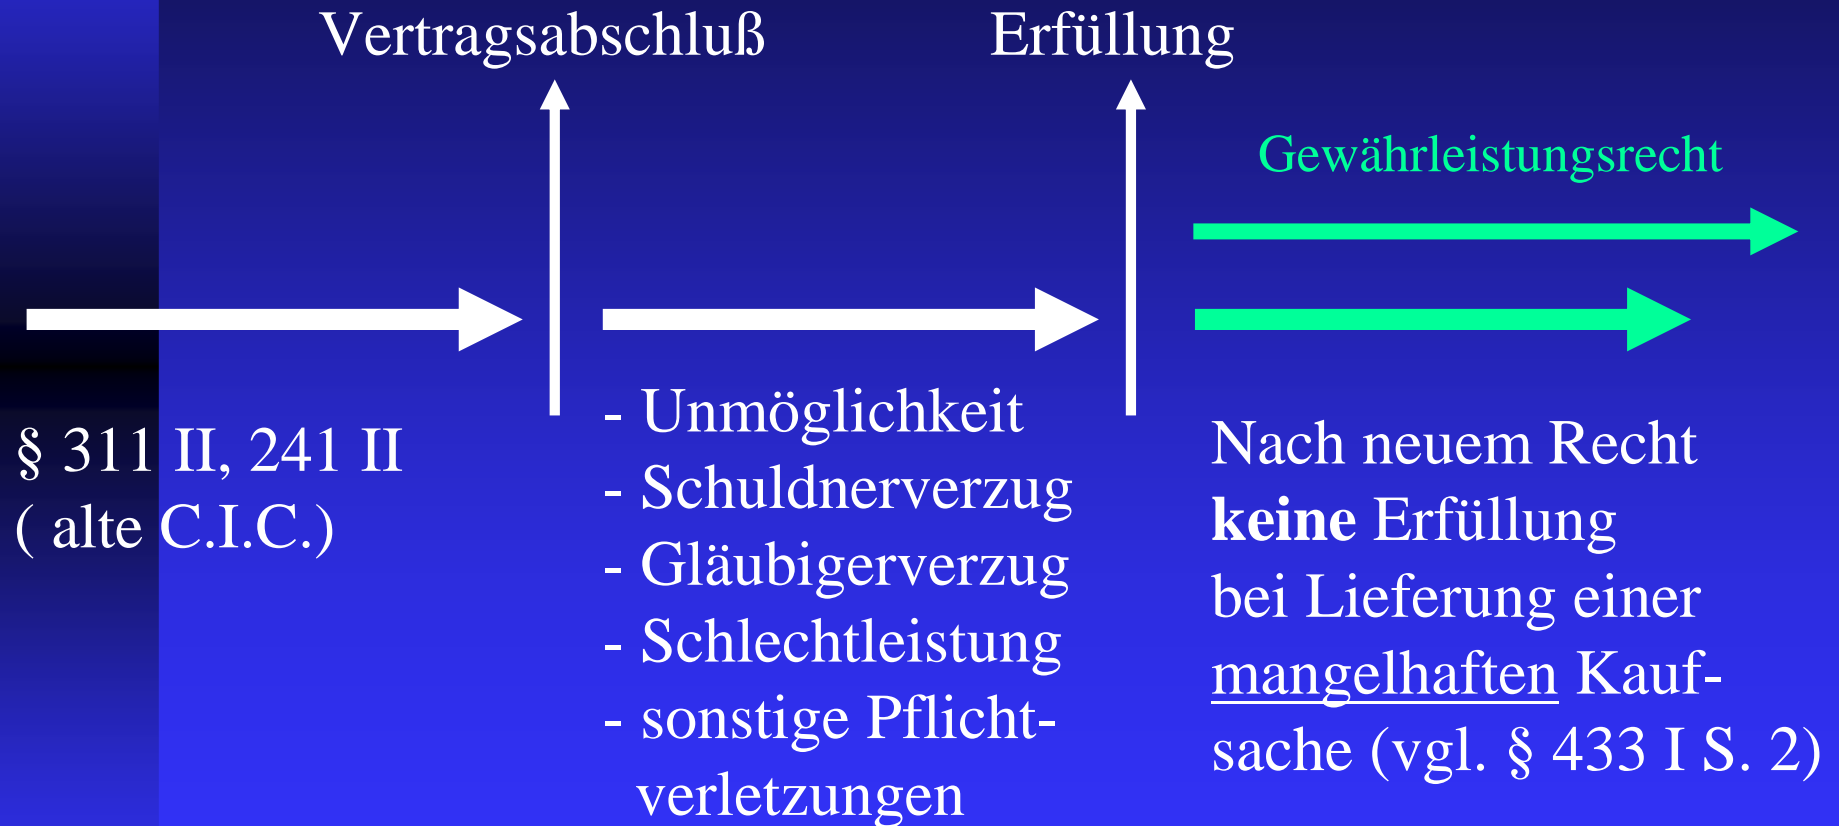 Vertragsabschluß
Erfüllung
Gewährleistungsrecht
§ 311 II, 241 II
( alte C.I.C.)
- Unmöglichkeit
- Schuldnerverzug
- Gläubigerverzug
- Schlechtleistung
- sonstige Pflicht-
verletzungen
Nach neuem Recht
keine Erfüllung
bei Lieferung einer
mangelhaften Kauf-
sache (vgl. § 433 I S. 2)